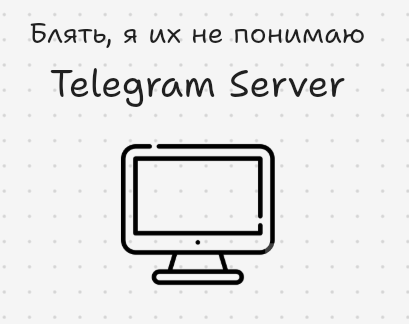 Блять, я их не понимаю
Telegram Server